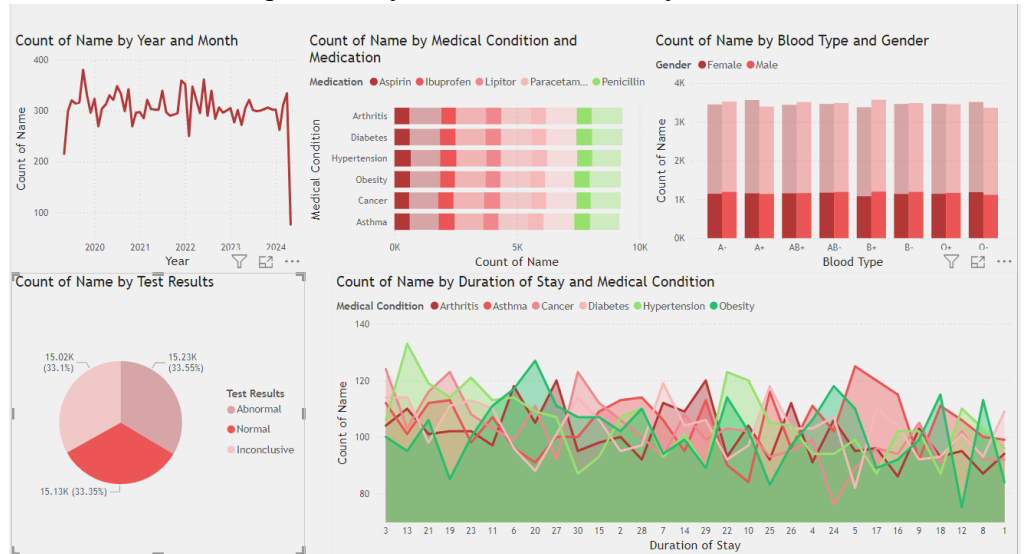 Count of Name by Year and Month
400
300
200
100
Count of Name
2020
2021
2022
2023
2024
Year
Count of Name by Medical Condition and
Medication
Medication Aspirin Ibuprofen Lipitor Paracetam... Penicillin
Medical Condition
Arthritis
Diabetes
Hypertension
Obesity
Cancer
Asthma
0K
5K
10K
Count of Name
Count of Name by Blood Type and Gender
Gender Female Male
4K
3K
2K
1K
0K
Count of Name
A-
A+
AB+
AB-
B+
B-
O+
O-
Blood Type
Count of Name by Test Results
15.02K
(33.1%)
15.23K
(33.55%)
15.13K (33.35%)
Test Results
Abnormal
Normal
Inconclusive
Count of Name by Duration of Stay and Medical Condition
Medical Condition Arthritis Asthma Cancer Diabetes Hypertension Obesity
140
120
100
80
Count of Name
3 13 21 19 23 11 6 20 27 30 15 2 28 7 14 29 22 10 25 26 4 24 5 17 16 9 18 12 8 1
Duration of Stay